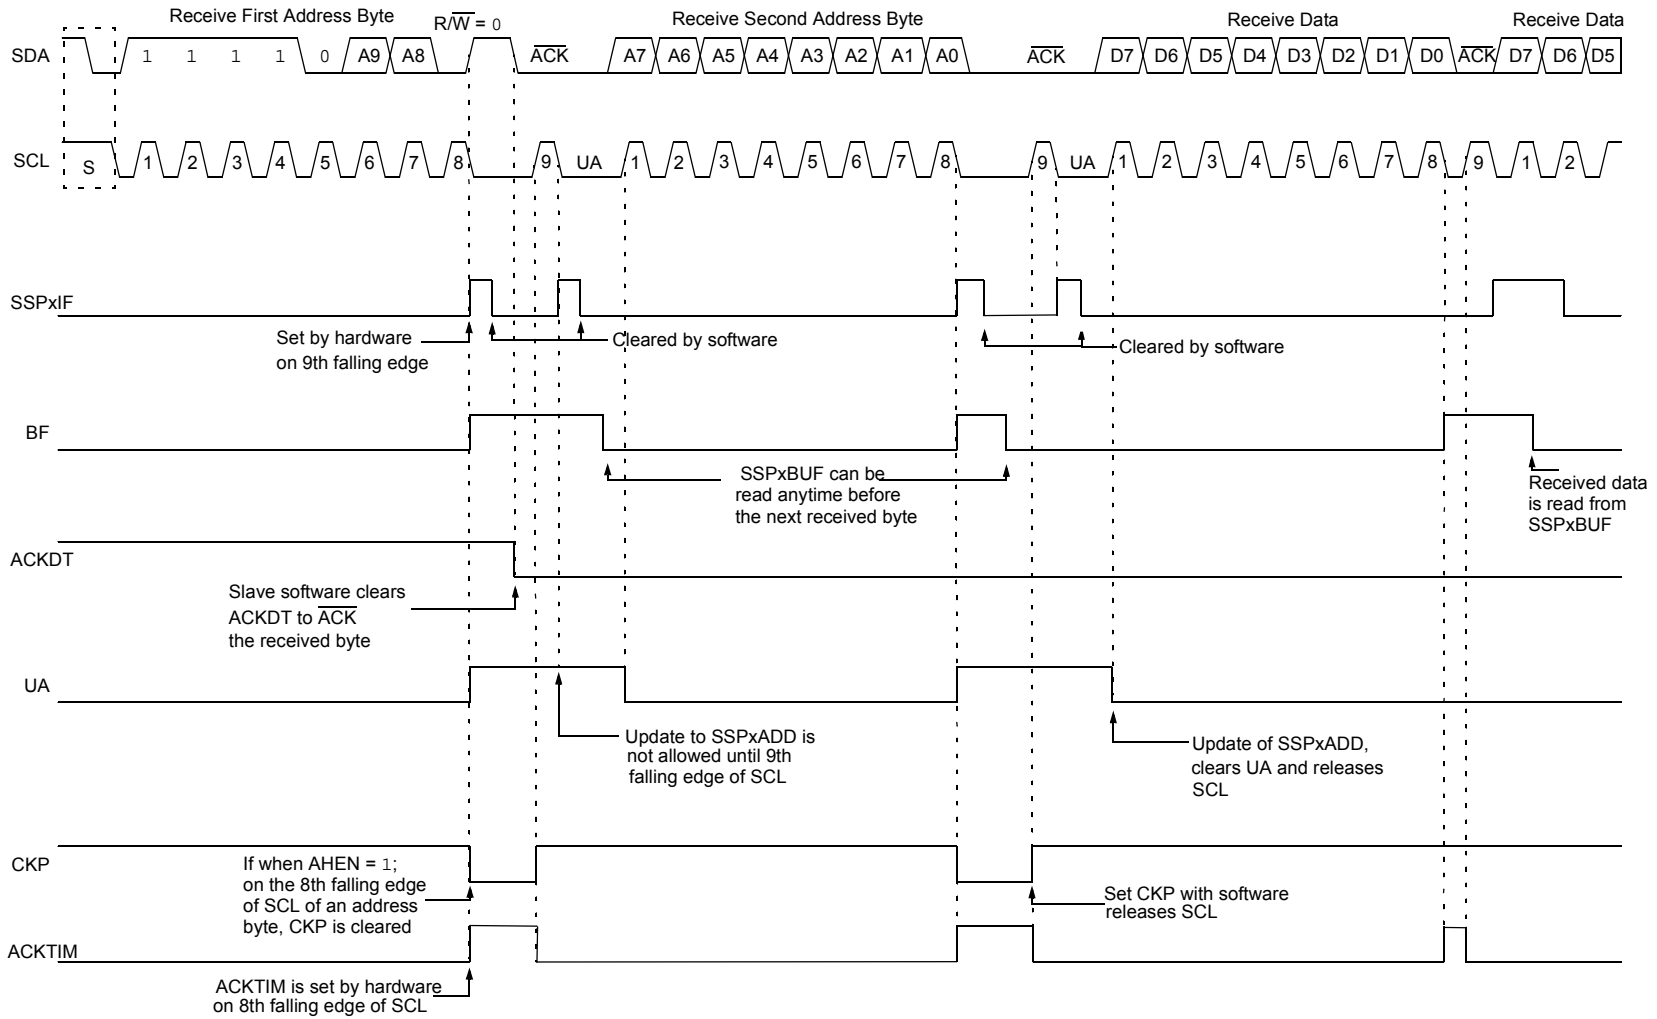 Receive First Address Byte
R/W = 0
Receive Second Address Byte
Receive Data
Receive Data
SDA
1 1 1 1 0 A9 A8 ACK A7 A6 A5 A4 A3 A2 A1 A0 ACK D7 D6 D5 D4 D3 D2 D1 D0 ACK D7 D6 D5
SCL
S 1 2 3 4 5 6 7 8 9 UA 1 2 3 4 5 6 7 8 9 UA 1 2 3 4 5 6 7 8 9 1 2
SSPxIF
Set by hardware
on 9th falling edge
Cleared by software
Cleared by software
BF
SSPxBUF can be
read anytime before
the next received byte
Received data
is read from
SSPxBUF
ACKDT
Slave software clears
ACKDT to ACK
the received byte
UA
Update to SSPxADD is
not allowed until 9th
falling edge of SCL
Update of SSPxADD,
clears UA and releases
SCL
CKP
If when AHEN = 1;
on the 8th falling edge
of SCL of an address
byte, CKP is cleared
Set CKP with software
releases SCL
ACKTIM
ACKTIM is set by hardware
on 8th falling edge of SCL